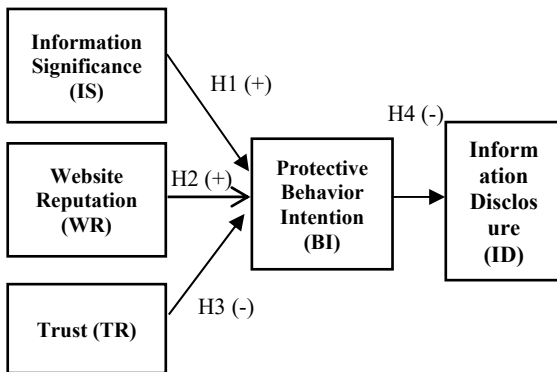 Information
Significance
(IS)
H1 (+)
Website
Reputation
(WR)
H2 (+)
Trust (TR)
H3 (-)
Protective
Behavior
Intention
(BI)
H4 (-)
Inform
ation
Disclos
ure
(ID)